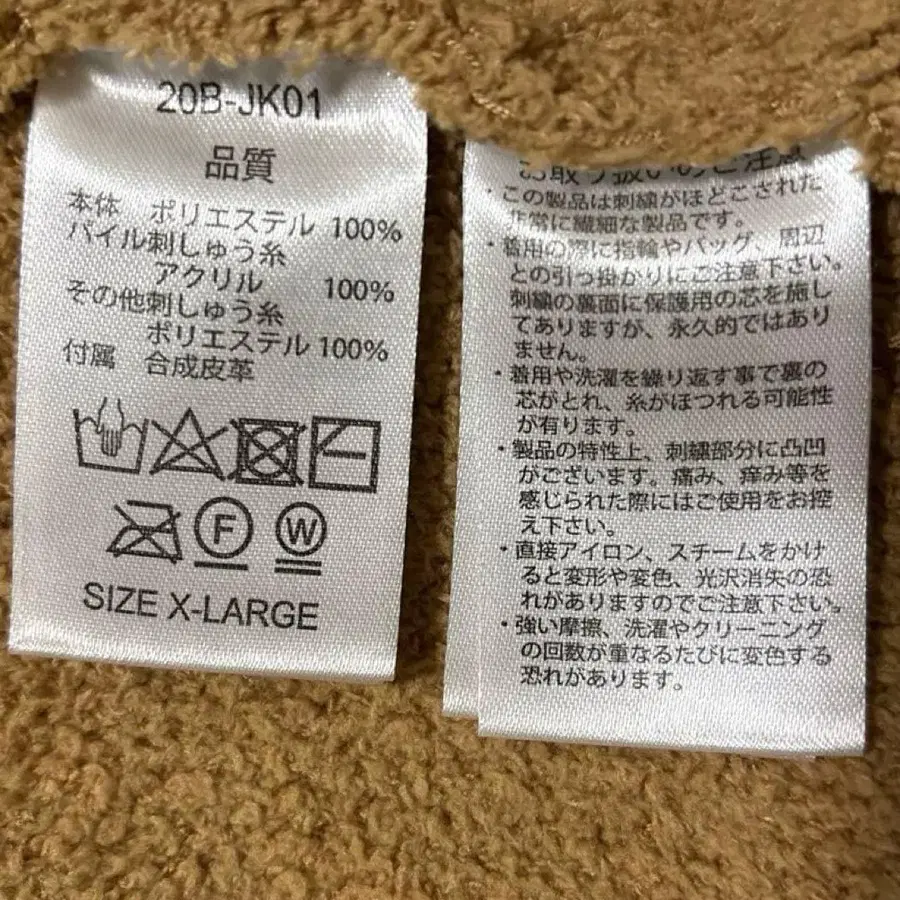 20B-JK01
品質
本体 ポリエステル 100%
パイル刺しゅう糸
アクリル 100%
その他刺しゅう糸
ポリエステル 100%
付属 合成皮革
F
W
SIZE X-LARGE
お取り扱いのご注意
・この製品は刺繍がほどこされた
非常に繊細な製品です。
・着用の際に指輪やバッグ、周辺
との引っ掛かりにご注意下さい。
刺繍の裏面に保護用の芯を施し
てありますが、永久的ではあり
ません。
・着用や洗濯を繰り返す事で裏の
芯がとれ、糸がほつれる可能性
が有ります。
・製品の特性上、刺繍部分に凸凹
がございます。痛み、痒み等を
感じられた際にはご使用をお控
え下さい。
・直接アイロン、スチームをかけ
ると変形や変色、光沢消失の恐
れがありますのでご注意下さい。
・強い摩擦、洗濯やクリーニング
の回数が重なるたびに変色する
恐れがあります。